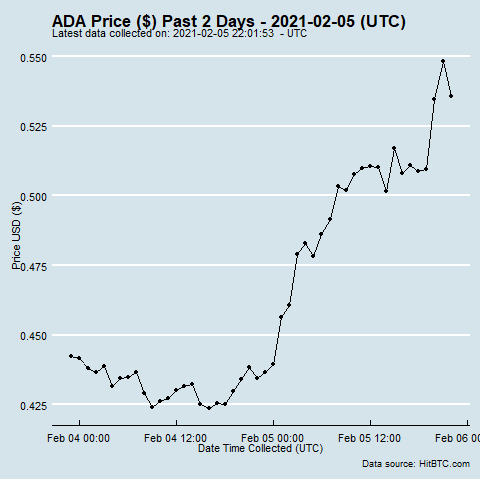 ADA Price ($) Past 2 Days - 2021-02-05 (UTC)
Latest data collected on: 2021-02-05 22:01:53  - UTC
0.550
0.525
0.500
0.475
0.450
0.425
Price USD ($)
Feb 04 00:00 Feb 04 12:00 Feb 05 00:00 Feb 05 12:00 Feb 06 0
Date Time Collected (UTC)
Data source: HitBTC.com